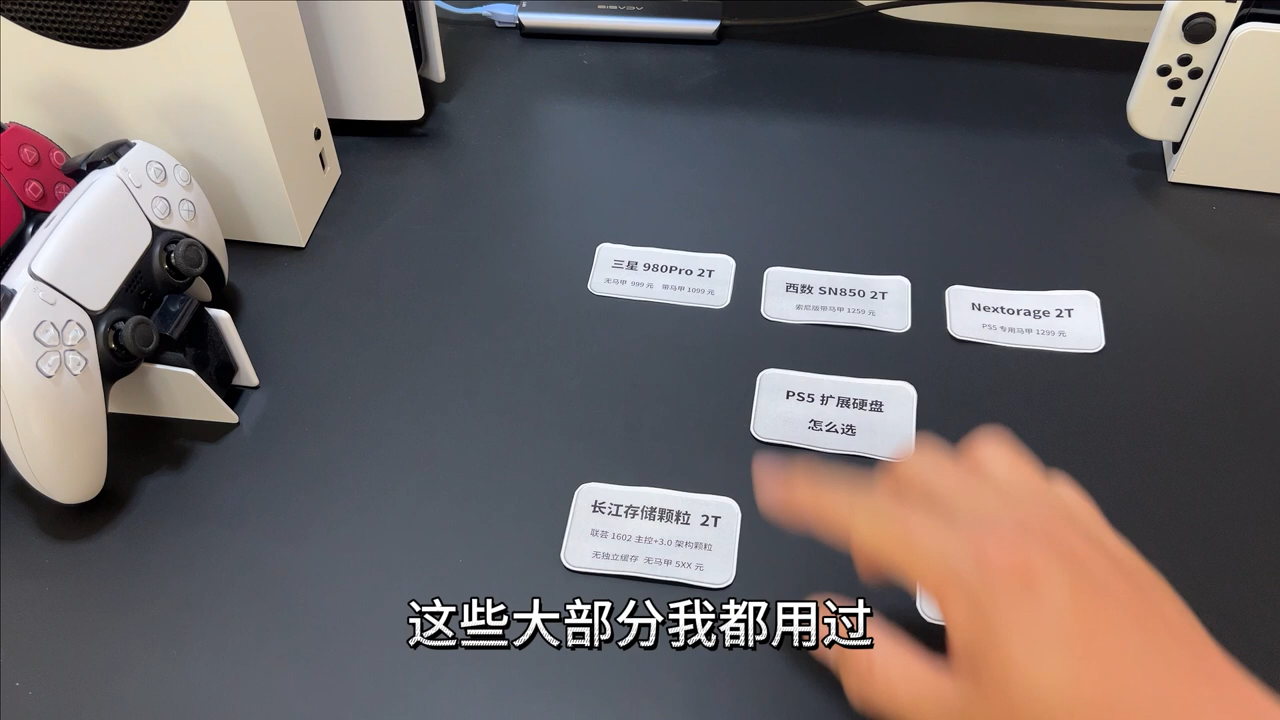 ACASIS
三星 980Pro 2T
无马甲 999 元 带马甲 1099 元
西数 SN850 2T
索尼版带马甲 1259 元
Nextorage 2T
PS5 专用马甲 1299 元
PS5 扩展硬盘
怎么选
长江存储颗粒 2T
联芸 1602 主控+3.0 架构颗粒
无独立缓存 无马甲 5XX 元
这些大部分我都用过